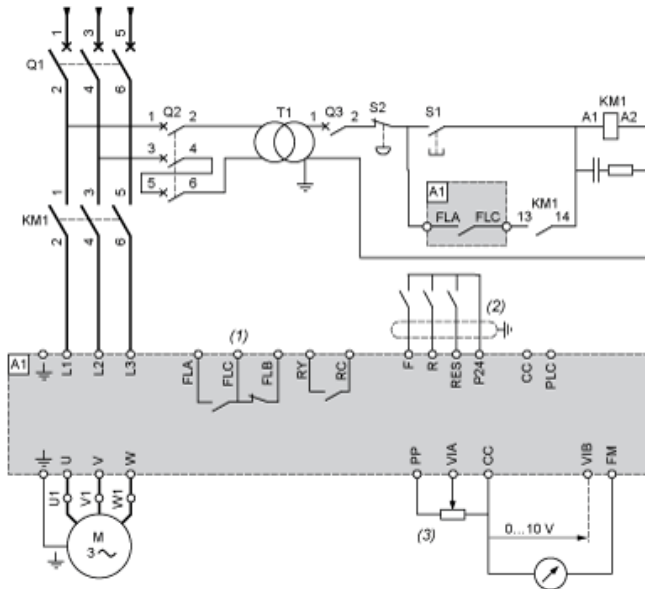 1 3 5
Q1
2 4 6
1 Q2 2 T1 1 Q3 2 S2 S1 KM1
A1 A2
3 4
5 6
A1
FLA FLC 13 KM1 14
1 3 5
KM1
2 4 6
(1) (2)
A1 L1 L2 L3 FLA FLC FLB RY RC F R RES P24 CC PLC
U V W PP VIA CC VIB FM
U1 V1 W1
(3) 0...10 V
M
3